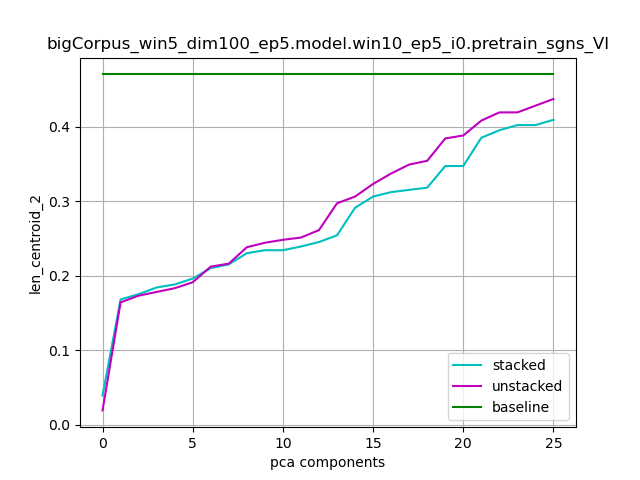 bigCorpus_win5_dim100_ep5.model.win10_ep5_i0.pretrain_sgns_VI
len_centroid_2
0.4
0.3
0.2
0.1
0.0
stacked
unstacked
baseline
0 5 10 15 20 25
pca components